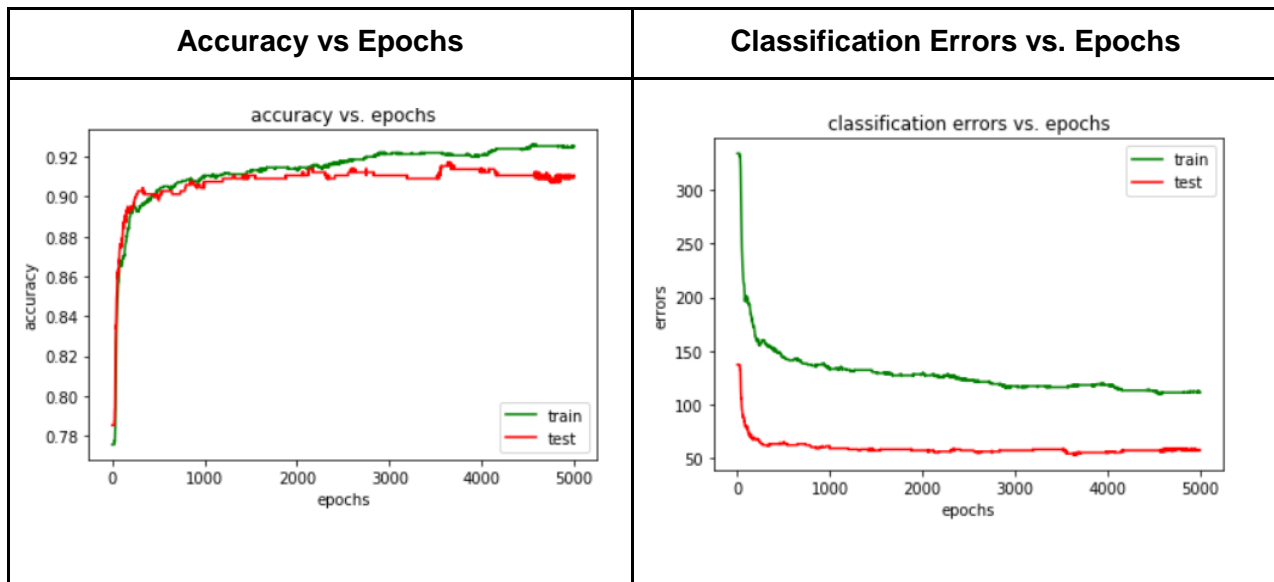 Accuracy vs Epochs
Classification Errors vs. Epochs
accuracy vs. epochs
0.92
0.90
0.88
0.86
0.84
0.82
0.80
0.78
accuracy
train
test
0 1000 2000 3000 4000 5000
epochs
classification errors vs. epochs
train
test
300
250
200
150
100
50
errors
0 1000 2000 3000 4000 5000
epochs